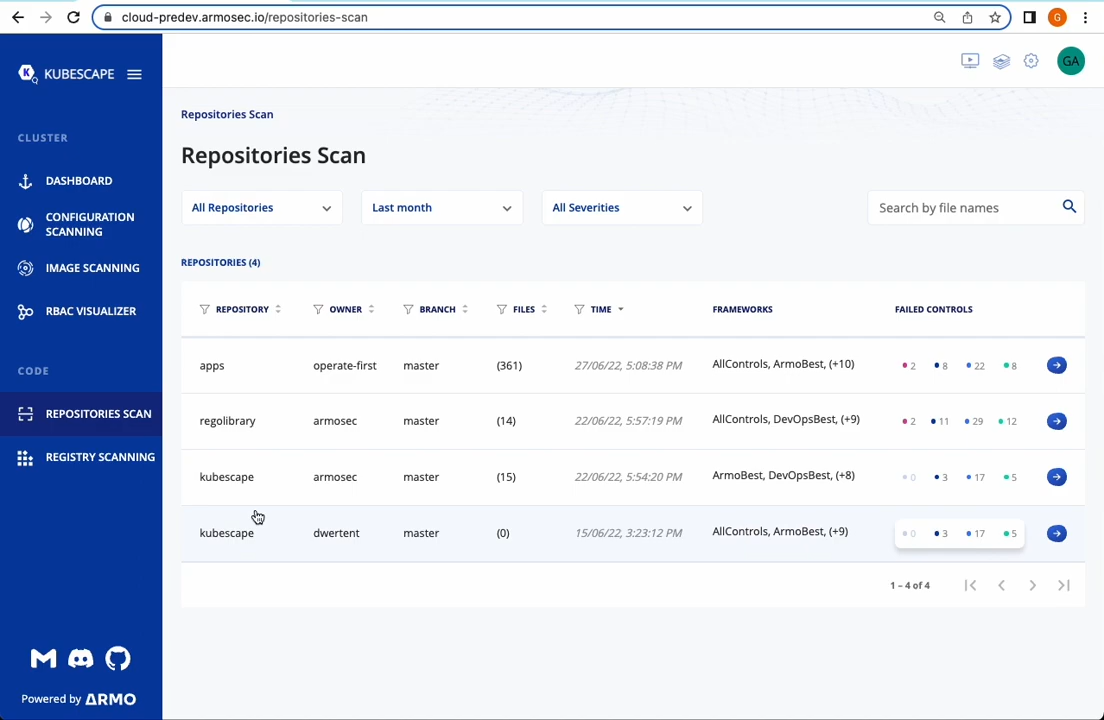 cloud-predev.armosec.io/repositories-scan
G
KUBESCAPE
GA
CLUSTER
DASHBOARD
CONFIGURATION
SCANNING
IMAGE SCANNING
RBAC VISUALIZER
CODE
REPOSITORIES SCAN
REGISTRY SCANNING
Powered by ARMO
Repositories Scan
Repositories Scan
All Repositories Last month All Severities Search by file names
REPOSITORIES (4)
REPOSITORY OWNER BRANCH FILES TIME FRAMEWORKS FAILED CONTROLS
apps operate-first master (361) 27/06/22, 5:08:38 PM AllControls, ArmoBest, (+10) 2 8 22 8
regolibrary armosec master (14) 22/06/22, 5:57:19 PM AllControls, DevOpsBest, (+9) 2 11 29 12
kubescape armosec master (15) 22/06/22, 5:54:20 PM ArmoBest, DevOpsBest, (+8) 0 3 17 5
kubescape dwertent master (0) 15/06/22, 3:23:12 PM AllControls, ArmoBest, (+9) 0 3 17 5
1 – 4 of 4